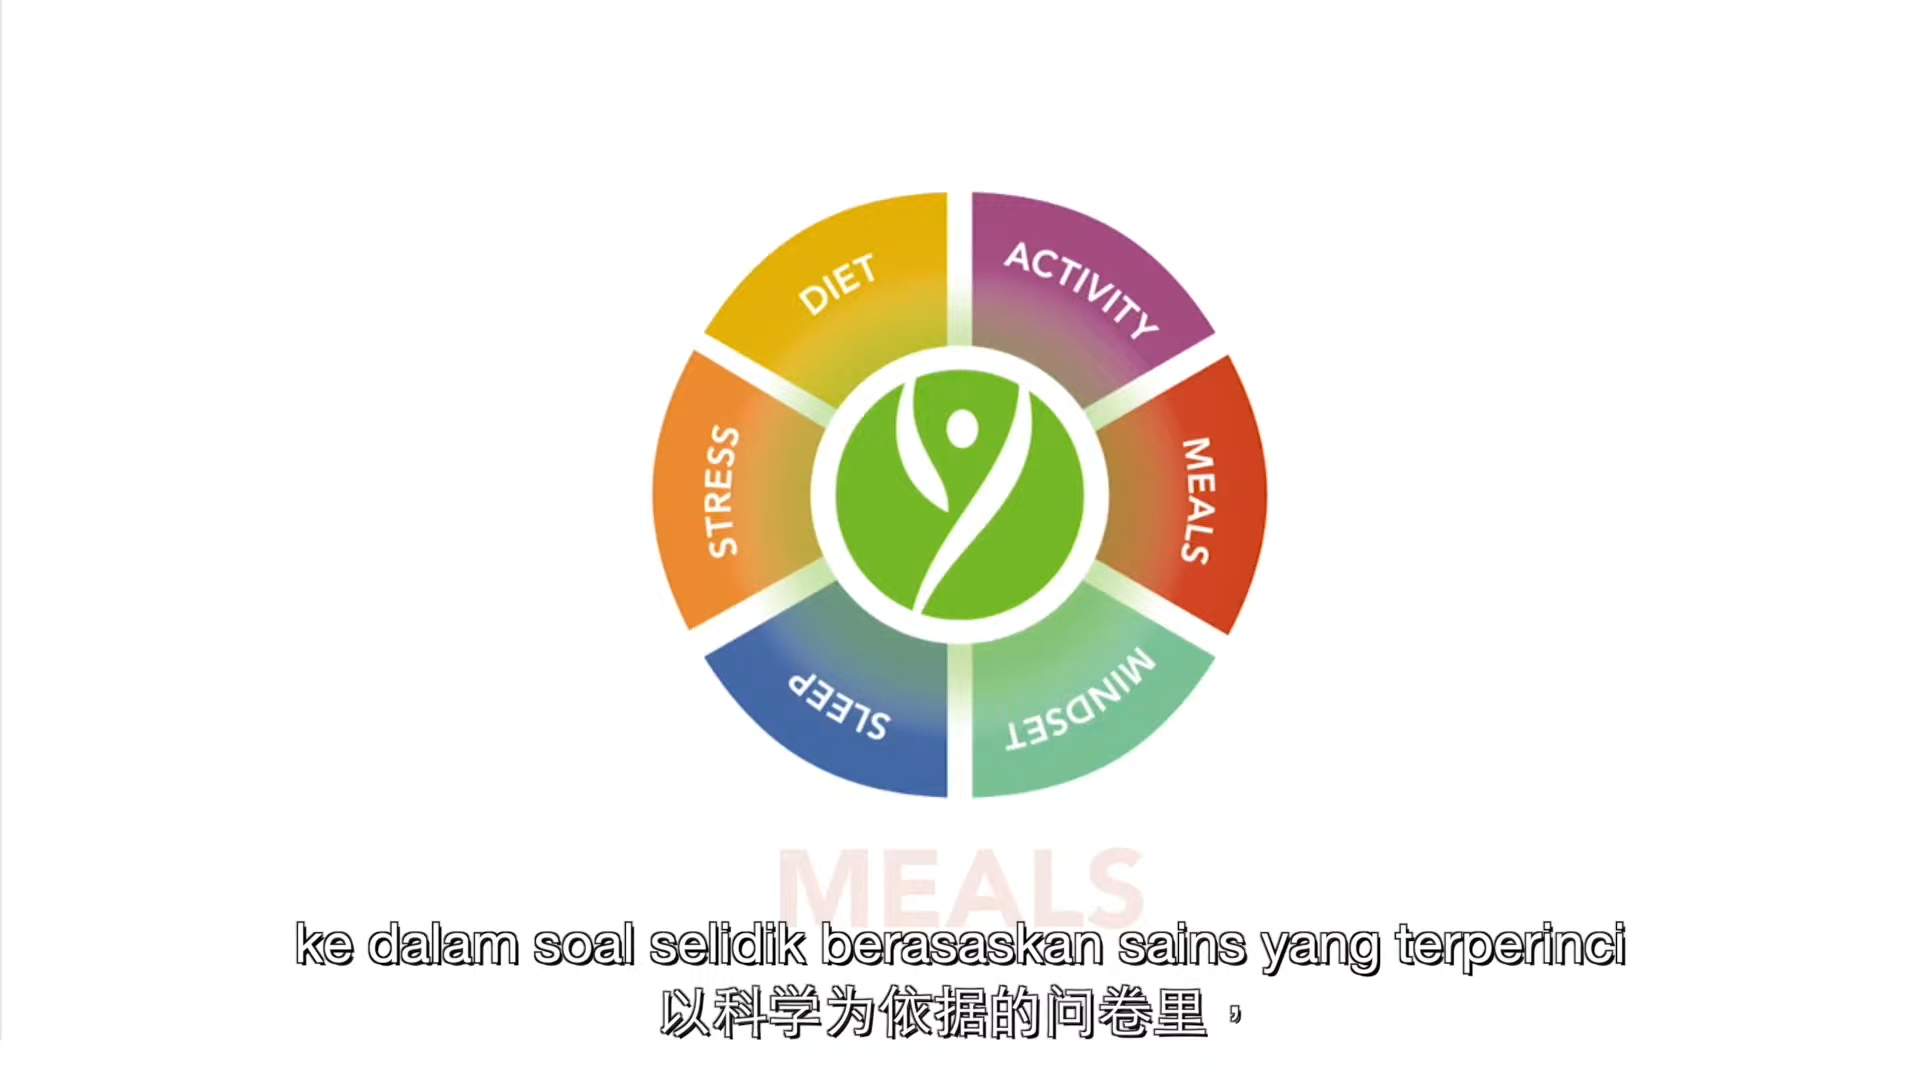 DIET
ACTIVITY
STRESS
MEALS
SLEEP
MINDSET
MEALS
ke dalam soal selidik berasaskan sains yang terperinci
以科学为依据的问卷里，